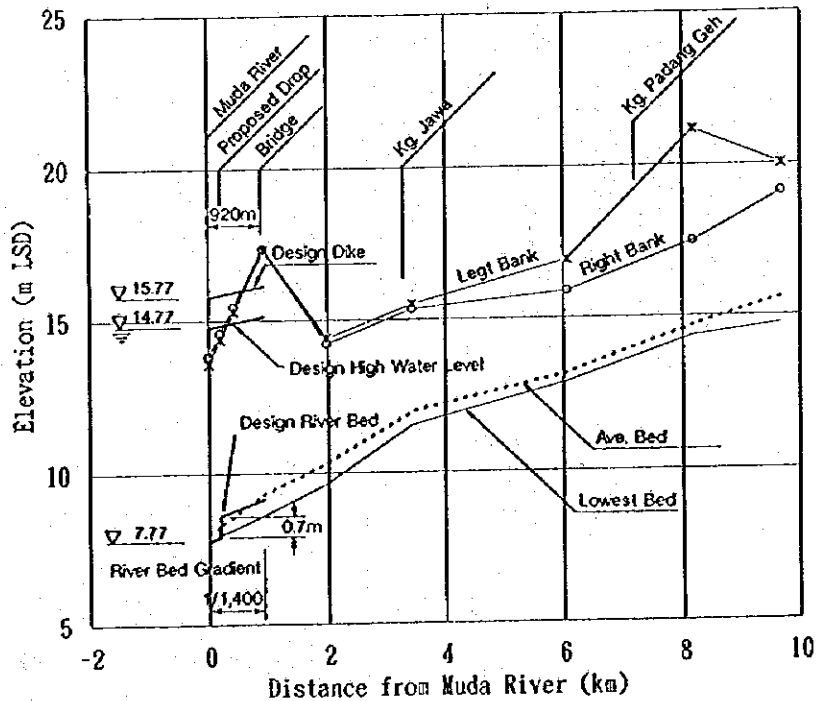 25
20
15
10
5
Elevation (m LSD)
Muda River
Proposed Drop
Bridge
Kg. Jawa
Kg. Padang Geh
920m
Design Dike
15.77
14.77
Legt Bank
Right Bank
Design High Water Level
Design River Bed
Ave. Bed
Lowest Bed
0.7m
7.77
River Bed Gradient
1/1,400
-2
0
2
4
6
8
10
Distance from Muda River (km)